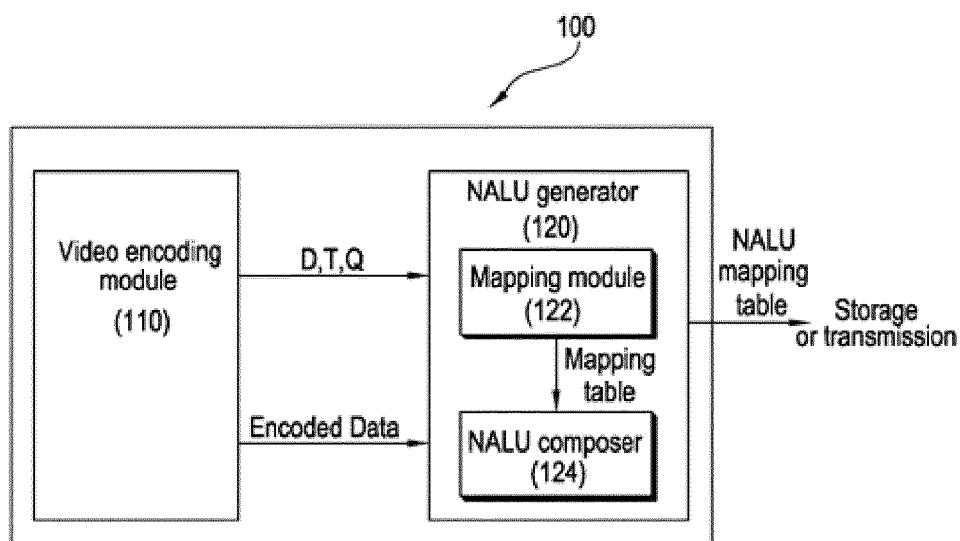 100
Video encoding
module
(110)
D,T,Q
Encoded Data
NALU generator
(120)
Mapping module
(122)
Mapping
table
NALU composer
(124)
NALU
mapping
table
Storage
or transmission